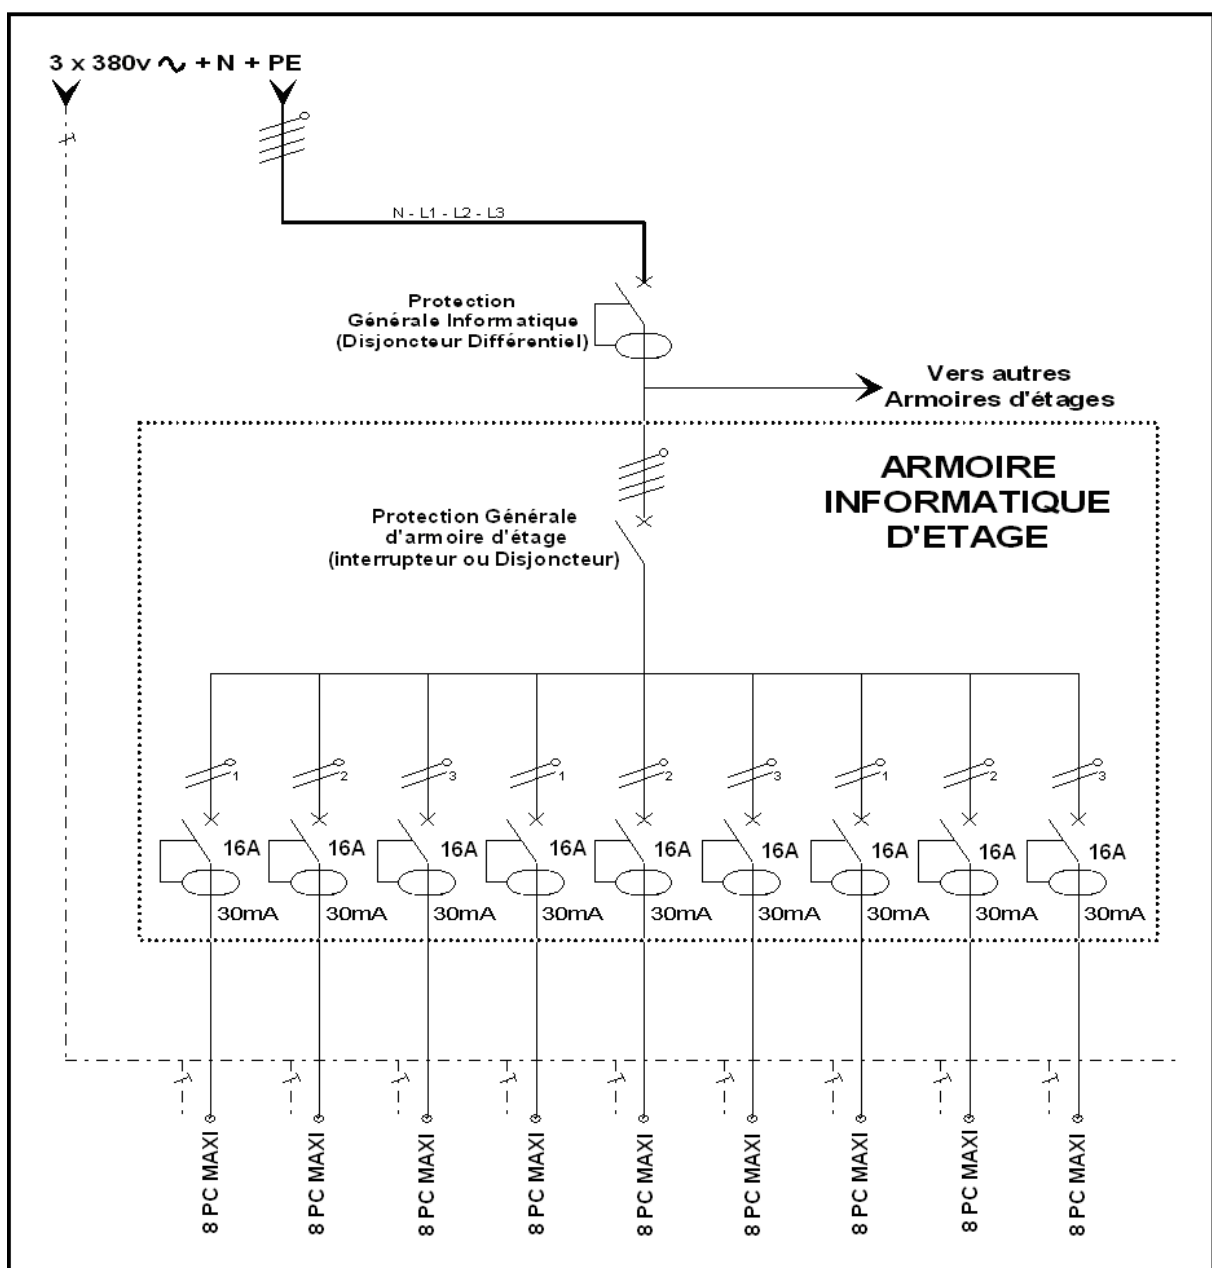 3 x 380v + N + PE
N - L1 - L2 - L3
Protection
Générale Informatique
(Disjoncteur Différentiel)
Vers autres
Armoires d'étages
ARMOIRE
INFORMATIQUE
D'ETAGE
Protection Générale
d'armoire d'étage
(interrupteur ou Disjoncteur)
1 2 3 1 2 3 1 2 3
16A 16A 16A 16A 16A 16A 16A 16A 16A
30mA 30mA 30mA 30mA 30mA 30mA 30mA 30mA 30mA
8 PC MAXI
8 PC MAXI
8 PC MAXI
8 PC MAXI
8 PC MAXI
8 PC MAXI
8 PC MAXI
8 PC MAXI
8 PC MAXI